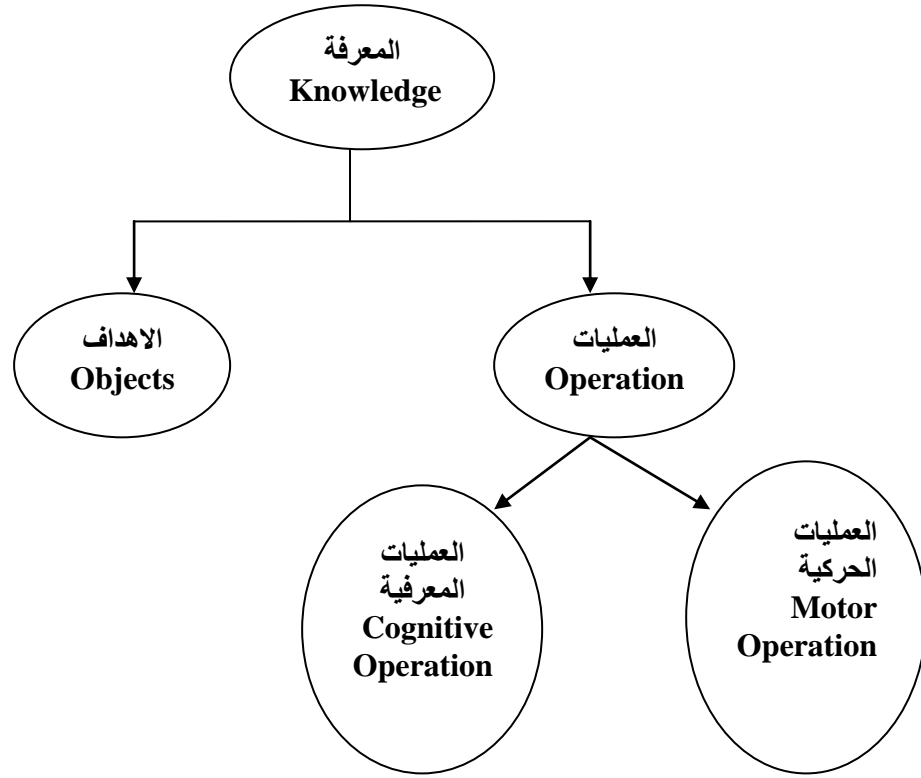 المعرفة
Knowledge
الاهداف
Objects
العمليات
Operation
العمليات
المعرفية
Cognitive
Operation
العمليات
الحركية
Motor
Operation